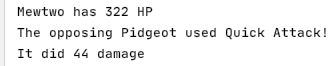 Mewtwo has 322 HP
The opposing Pidgeot used Quick Attack!
It did 44 damage